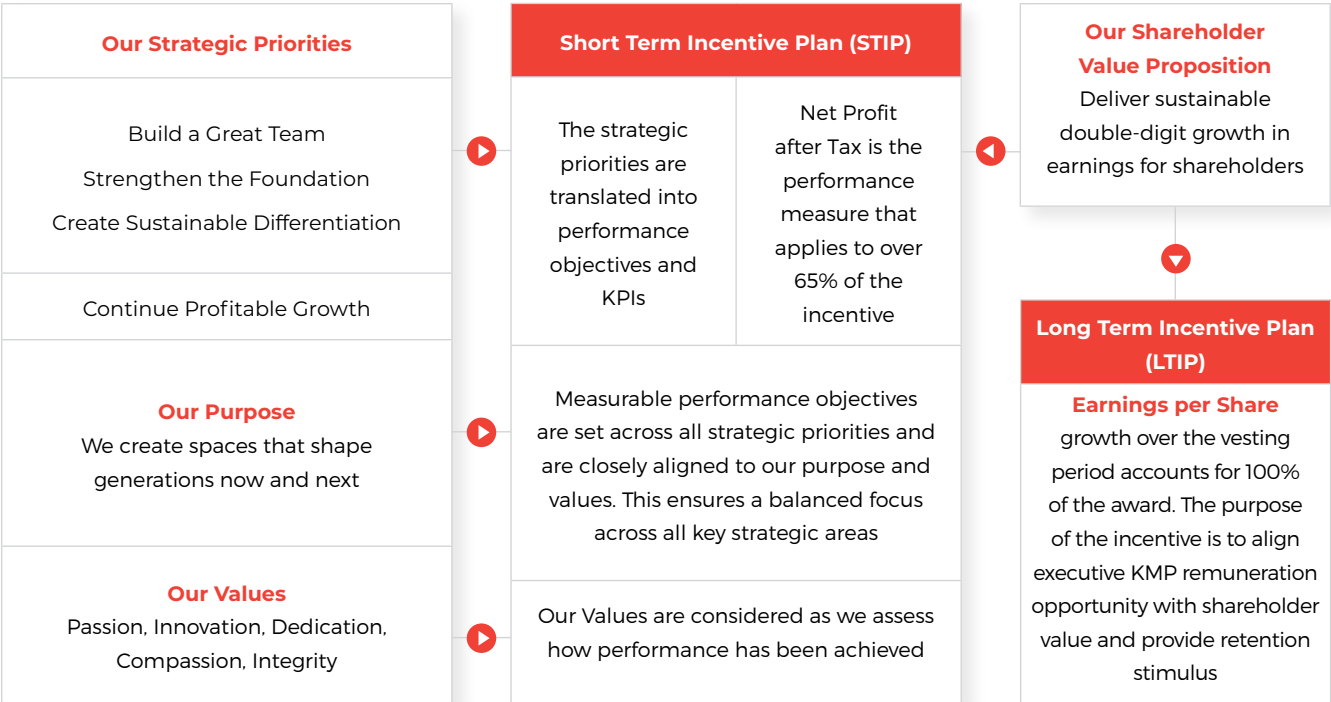 Our Strategic Priorities
Build a Great Team
Strengthen the Foundation
Create Sustainable Differentiation
Continue Profitable Growth
Our Purpose
We create spaces that shape
generations now and next
Our Values
Passion, Innovation, Dedication,
Compassion, Integrity
Short Term Incentive Plan (STIP)
The strategic
priorities are
translated into
performance
objectives and
KPIs
Net Profit
after Tax is the
performance
measure that
applies to over
65% of the
incentive
Measurable performance objectives
are set across all strategic priorities and
are closely aligned to our purpose and
values. This ensures a balanced focus
across all key strategic areas
Our Values are considered as we assess
how performance has been achieved
Our Shareholder
Value Proposition
Deliver sustainable
double-digit growth in
earnings for shareholders
Long Term Incentive Plan
(LTIP)
Earnings per Share
growth over the vesting
period accounts for 100%
of the award. The purpose
of the incentive is to align
executive KMP remuneration
opportunity with shareholder
value and provide retention
stimulus